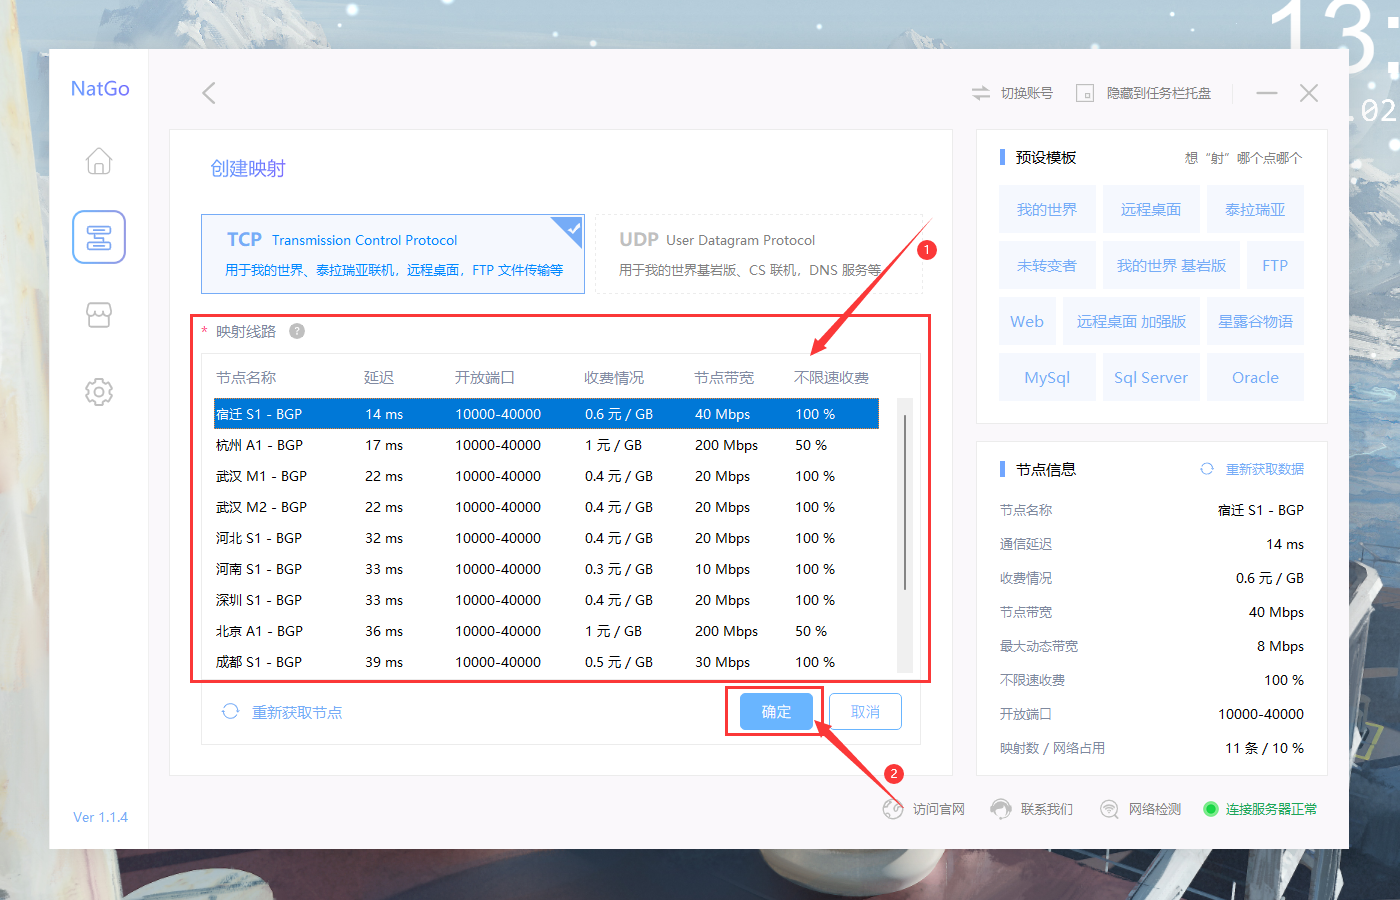 13:
.02
NatGo
切换账号
隐藏到任务栏托盘
创建映射
TCP Transmission Control Protocol
用于我的世界、泰拉瑞亚联机，远程桌面，FTP 文件传输等
UDP User Datagram Protocol
用于我的世界基岩版、CS 联机，DNS 服务等
1
* 映射线路 ?
节点名称 延迟 开放端口 收费情况 节点带宽 不限速收费
宿迁 S1 - BGP 14 ms 10000-40000 0.6 元 / GB 40 Mbps 100 %
杭州 A1 - BGP 17 ms 10000-40000 1 元 / GB 200 Mbps 50 %
武汉 M1 - BGP 22 ms 10000-40000 0.4 元 / GB 20 Mbps 100 %
武汉 M2 - BGP 22 ms 10000-40000 0.4 元 / GB 20 Mbps 100 %
河北 S1 - BGP 32 ms 10000-40000 0.4 元 / GB 20 Mbps 100 %
河南 S1 - BGP 33 ms 10000-40000 0.3 元 / GB 10 Mbps 100 %
深圳 S1 - BGP 33 ms 10000-40000 0.4 元 / GB 20 Mbps 100 %
北京 A1 - BGP 36 ms 10000-40000 1 元 / GB 200 Mbps 50 %
成都 S1 - BGP 39 ms 10000-40000 0.5 元 / GB 30 Mbps 100 %
重新获取节点
确定
取消
2
预设模板
想 “射” 哪个点哪个
我的世界 远程桌面 泰拉瑞亚
未转变者 我的世界 基岩版 FTP
Web 远程桌面 加强版 星露谷物语
MySql Sql Server Oracle
节点信息
重新获取数据
节点名称 宿迁 S1 - BGP
通信延迟 14 ms
收费情况 0.6 元 / GB
节点带宽 40 Mbps
最大动态带宽 8 Mbps
不限速收费 100 %
开放端口 10000-40000
映射数 / 网络占用 11 条 / 10 %
Ver 1.1.4
访问官网
联系我们
网络检测
连接服务器正常